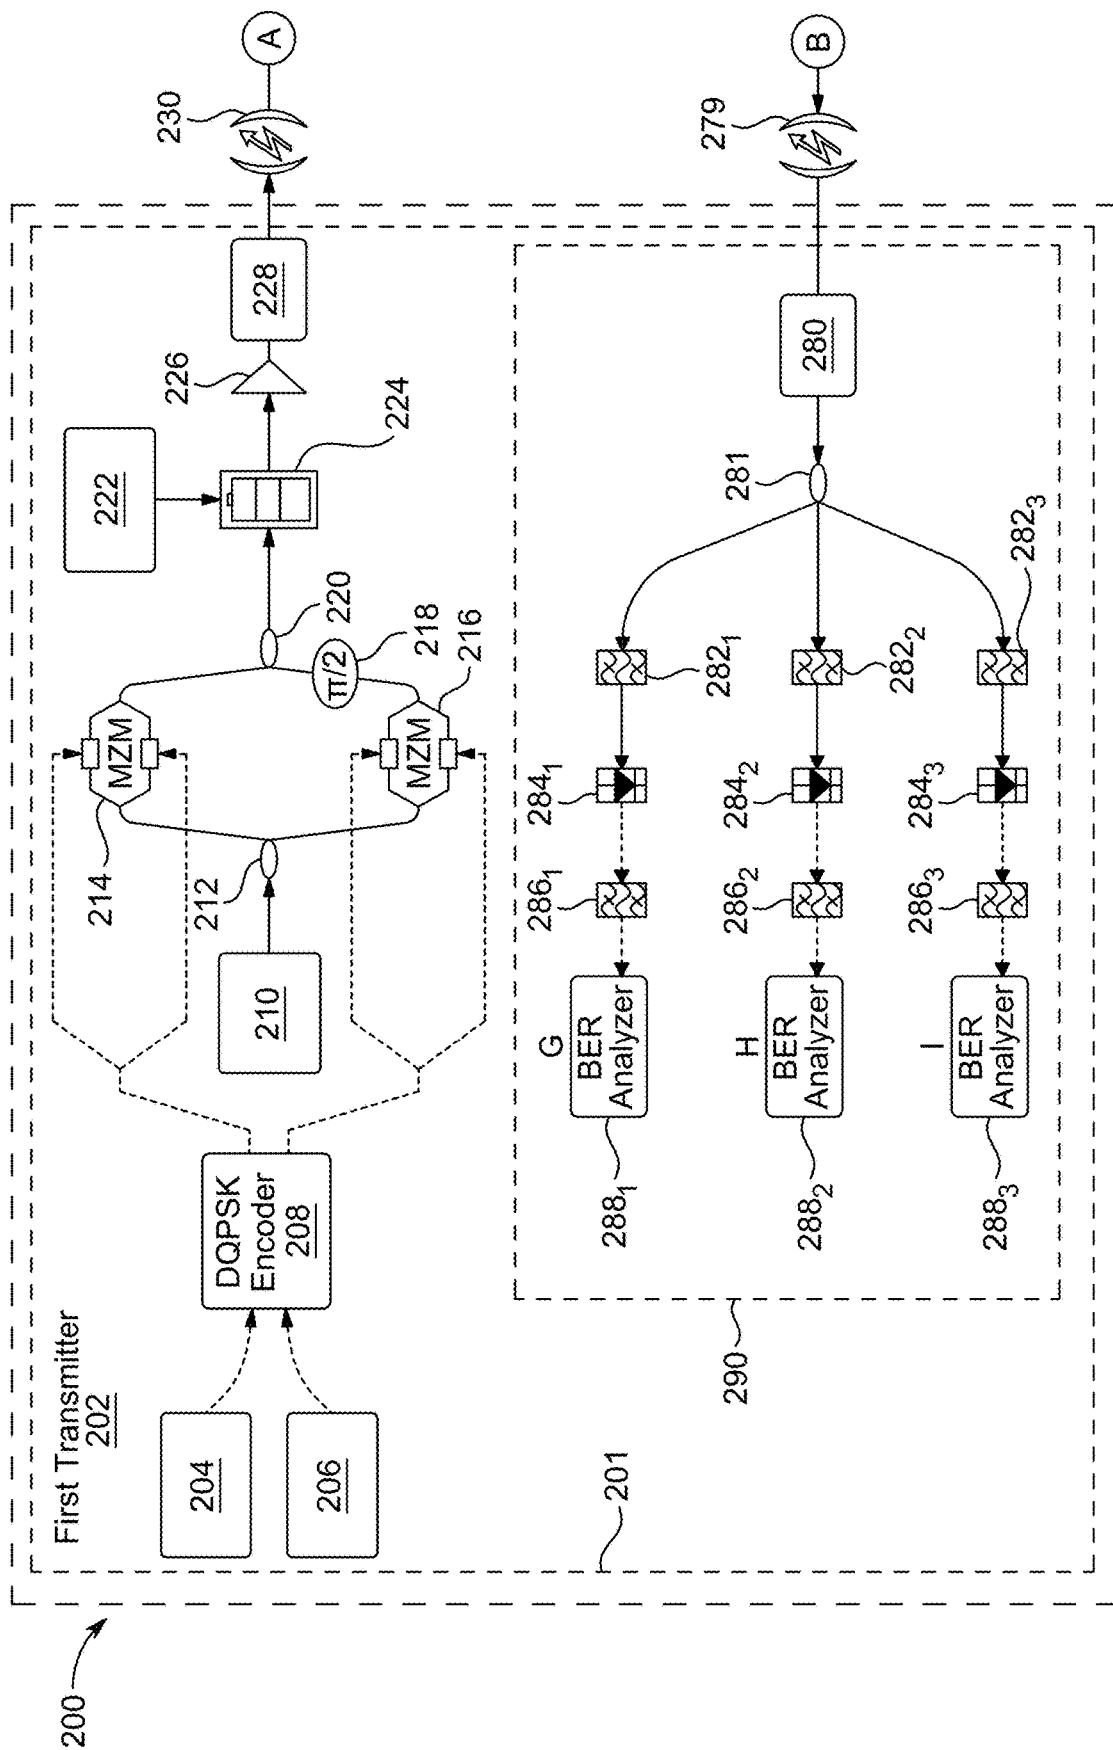 200
201
First Transmitter
202
204
206
DQPSK
Encoder
208
210
212
214
MZM
MZM
216
π/2
218
220
222
224
226
228
230
A
B
279
280
281
282₁
282₂
282₃
284₁
284₂
284₃
286₁
286₂
286₃
G
BER
Analyzer
288₁
H
BER
Analyzer
288₂
I
BER
Analyzer
288₃
290